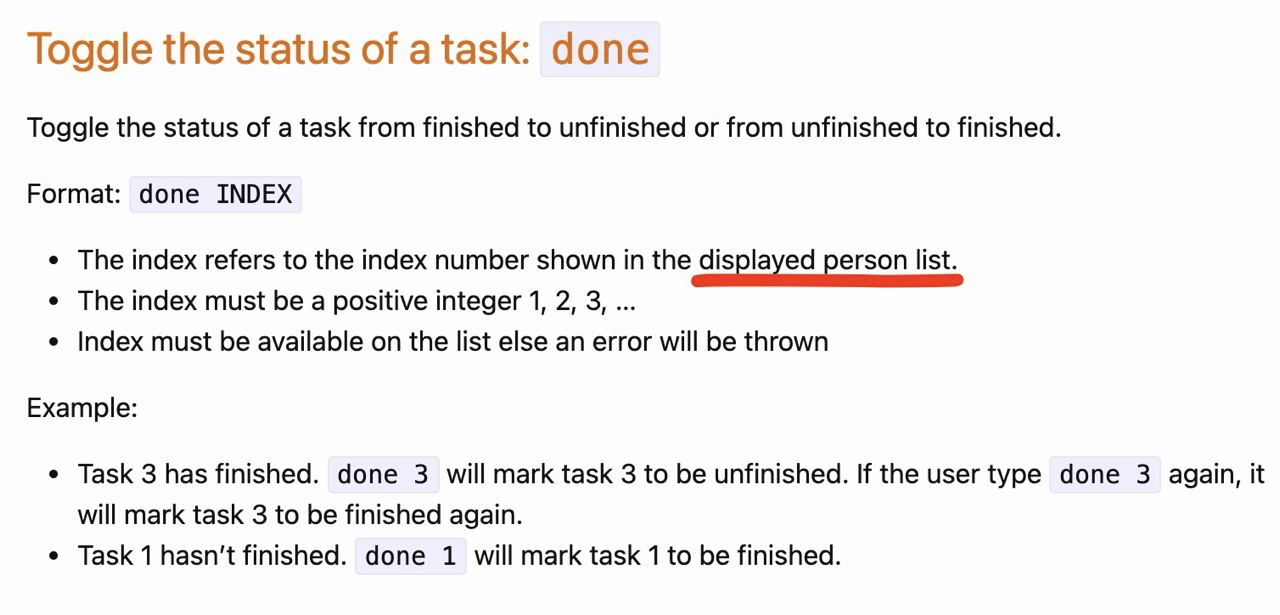 Toggle the status of a task: done
Toggle the status of a task from finished to unfinished or from unfinished to finished.
Format: done INDEX
• The index refers to the index number shown in the displayed person list.
• The index must be a positive integer 1, 2, 3, ...
• Index must be available on the list else an error will be thrown
Example:
• Task 3 has finished. done 3 will mark task 3 to be unfinished. If the user type done 3 again, it
will mark task 3 to be finished again.
• Task 1 hasn’t finished. done 1 will mark task 1 to be finished.